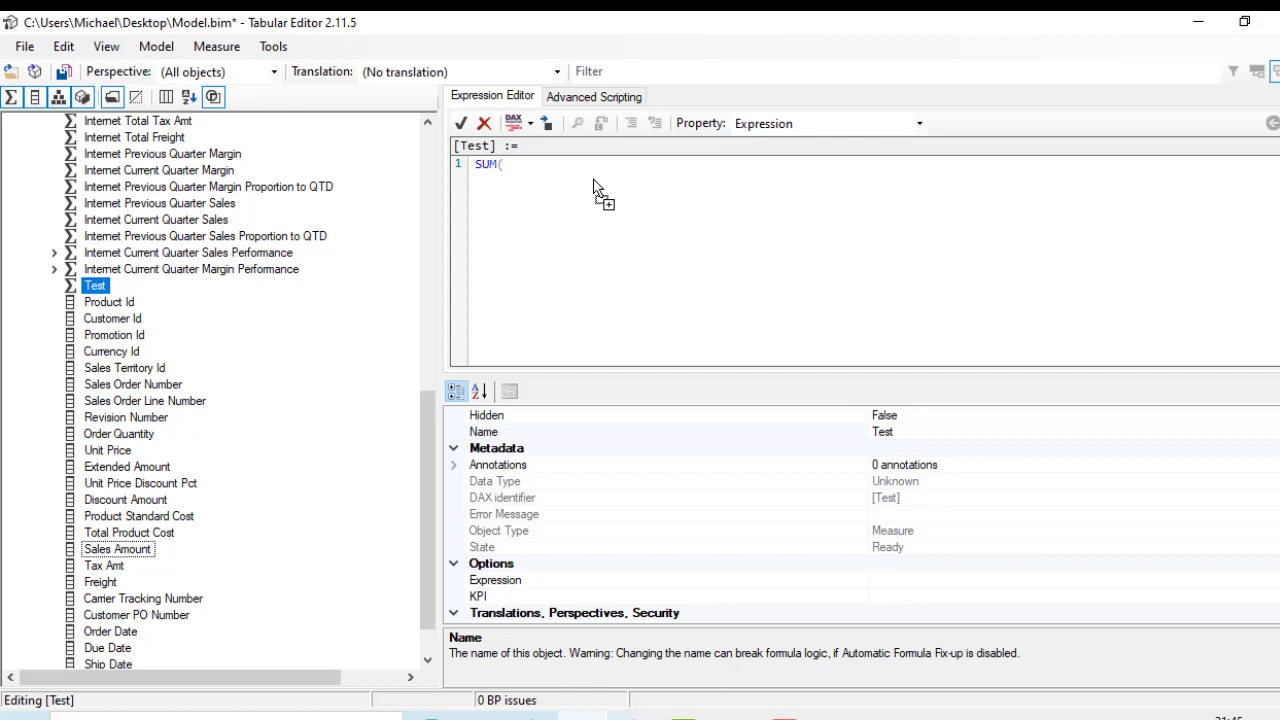 C:\Users\Michael\Desktop\Model.bim* - Tabular Editor 2.11.5
File Edit View Model Measure Tools
Perspective: (All objects) Translation: (No translation) Filter
Expression Editor Advanced Scripting
DAX Property: Expression
[Test] :=
1 SUM(
Internet Total Tax Amt
Internet Total Freight
Internet Previous Quarter Margin
Internet Current Quarter Margin
Internet Previous Quarter Margin Proportion to QTD
Internet Previous Quarter Sales
Internet Current Quarter Sales
Internet Previous Quarter Sales Proportion to QTD
Internet Current Quarter Sales Performance
Internet Current Quarter Margin Performance
Test
Product Id
Customer Id
Promotion Id
Currency Id
Sales Territory Id
Sales Order Number
Sales Order Line Number
Revision Number
Order Quantity
Unit Price
Extended Amount
Unit Price Discount Pct
Discount Amount
Product Standard Cost
Total Product Cost
Sales Amount
Tax Amt
Freight
Carrier Tracking Number
Customer PO Number
Order Date
Due Date
Ship Date
Hidden False
Name Test
Metadata
Annotations 0 annotations
Data Type Unknown
DAX identifier [Test]
Error Message
Object Type Measure
State Ready
Options
Expression
KPI
Translations, Perspectives, Security
Name
The name of this object. Warning: Changing the name can break formula logic, if Automatic Formula Fix-up is disabled.
Editing [Test] 0 BP issues